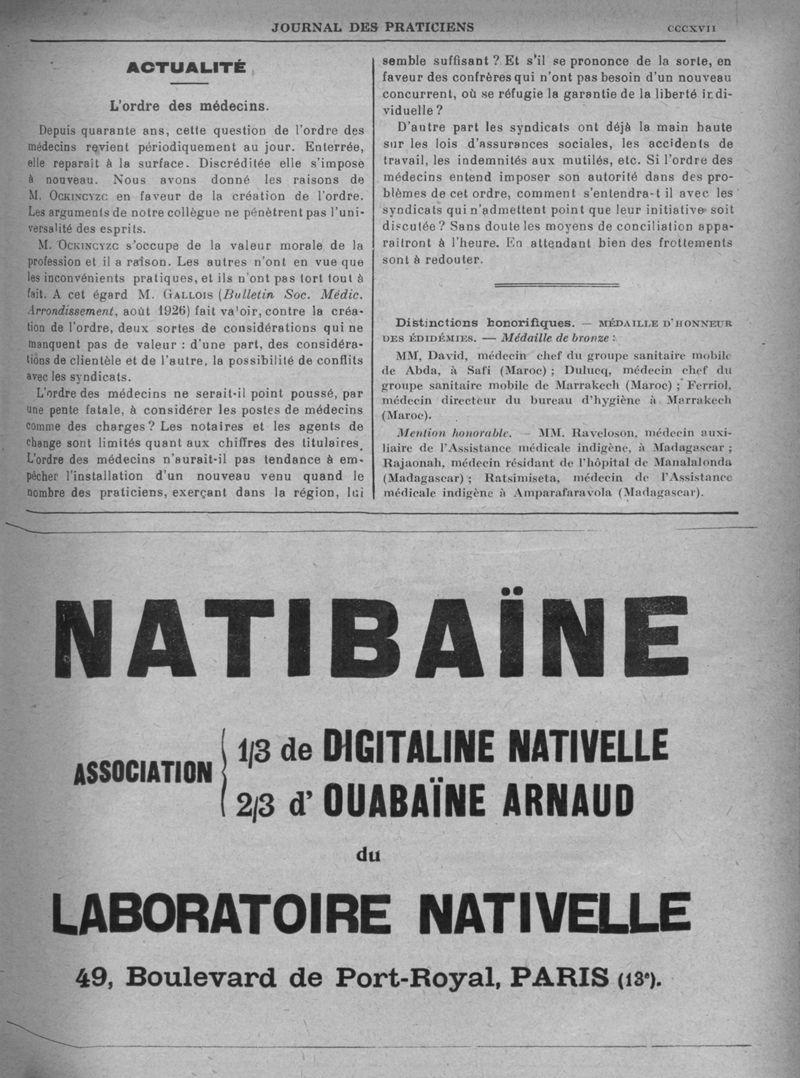 JOURNAL DES PRATICIENS
CCCXVII
ACTUALITÉ
L'ordre des médecins.
Depuis quarante ans, cette question de l'ordre des
médecins revient périodiquement au jour. Enterrée,
elle reparait à la surface. Discréditée elle s'impose
à nouveau. Nous avons donné les raisons de
M. OCKINCYZC en faveur de la création de l'ordre.
Les arguments de notre collègue ne pénètrent pas l'uni-
versalité des esprits.
M. OCKINCYZC s'occupe de la valeur morale de la
profession et il a raison. Les autres n'ont en vue que
les inconvénients pratiques, et ils n'ont pas tort tout à
fait. A cet égard M. GALLOIS (Bulletin Soc. Médic.
Arrondissement, août 1926) fait va'oir, contre la créa-
tion de l'ordre, deux sortes de considérations qui ne
manquent pas de valeur : d'une part, des considéra-
tions de clientèle et de l'autre, la possibilité de conflits
avec les syndicats.
L'ordre des médecins ne serait-il point poussé, par
une pente fatale, à considérer les postes de médecins
comme des charges ? Les notaires et les agents de
change sont limités quant aux chiffres des titulaires.
L'ordre des médecins n'aurait-il pas tendance à em-
pêcher l'installation d'un nouveau venu quand le
nombre des praticiens, exerçant dans la région, lui
semble suffisant ? Et s'il se prononce de la sorte, en
faveur des confrères qui n'ont pas besoin d'un nouveau
concurrent, où se réfugie la garantie de la liberté indi-
viduelle ?
D'autre part les syndicats ont déjà la main haute
sur les lois d'assurances sociales, les accidents de
travail, les indemnités aux mutilés, etc. Si l'ordre des
médecins entend imposer son autorité dans des pro-
blèmes de cet ordre, comment s'entendra-t il avec les
syndicats qui n'admettent point que leur initiative soit
discutée ? Sans doute les moyens de conciliation appa-
raitront à l'heure. En attendant bien des frottements
sont à redouter.
Distinctions honorifiques. — MÉDAILLE D'HONNEUR
DES ÉDIDÉMIES. — Médaille de bronze :
MM. David, médecin chef du groupe sanitaire mobile
de Abda, à Safi (Maroc) ; Dulucq, médecin chef du
groupe sanitaire mobile de Marrakech (Maroc) ; Ferriol,
médecin directeur du bureau d'hygiène à Marrakech
(Maroc).
Mention honorable. — MM. Raveloson, médecin auxi-
liaire de l'Assistance médicale indigène, à Madagascar ;
Rajaonah, médecin résidant de l'hôpital de Manalalonda
(Madagascar) ; Ratsimiseta, médecin de l'Assistance
médicale indigène à Amparafaravola (Madagascar).
NATIBAÏNE
ASSOCIATION
1/3 de DIGITALINE NATIVELLE
2/3 d' OUABAÏNE ARNAUD
du
LABORATOIRE NATIVELLE
49, Boulevard de Port-Royal, PARIS (13e).